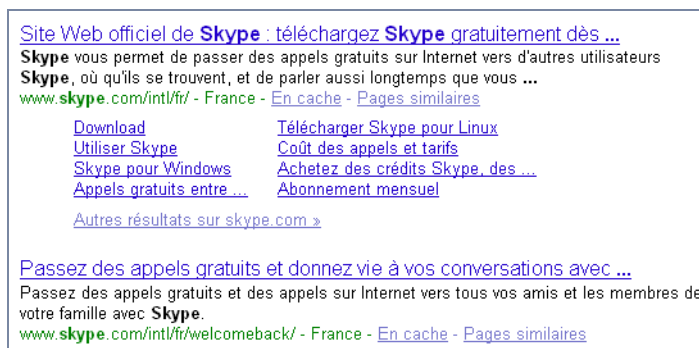 Site Web officiel de Skype : téléchargez Skype gratuitement dès ...
Skype vous permet de passer des appels gratuits sur Internet vers d'autres utilisateurs
Skype, où qu'ils se trouvent, et de parler aussi longtemps que vous ...
www.skype.com/intl/fr/ - France - En cache - Pages similaires
Download Télécharger Skype pour Linux
Utiliser Skype Coût des appels et tarifs
Skype pour Windows Achetez des crédits Skype, des ...
Appels gratuits entre ... Abonnement mensuel
Autres résultats sur skype.com »
Passez des appels gratuits et donnez vie à vos conversations avec ...
Passez des appels gratuits et des appels sur Internet vers tous vos amis et les membres de
votre famille avec Skype.
www.skype.com/intl/fr/welcomeback/ - France - En cache - Pages similaires